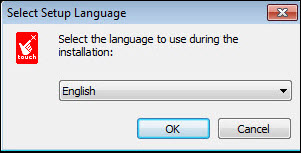 Select Setup Language
Select the language to use during the
installation:
touch
English
OK
Cancel